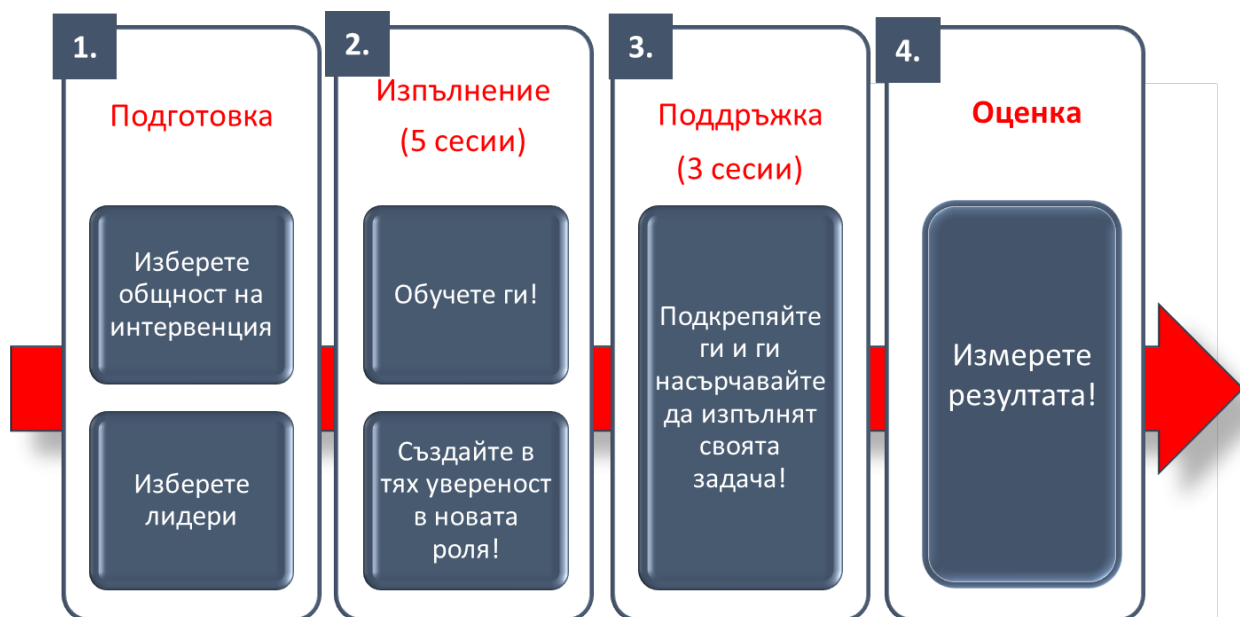 1.
Подготовка
Изберете
общност на
интервенция
Изберете
лидери
2.
Изпълнение
(5 сесии)
Обучете ги!
Създайте в
тях увереност
в новата
роля!
3.
Поддръжка
(3 сесии)
Подкрепяйте
ги и ги
насърчавайте
да изпълнят
своята
задача!
4.
Оценка
Измерете
резултата!